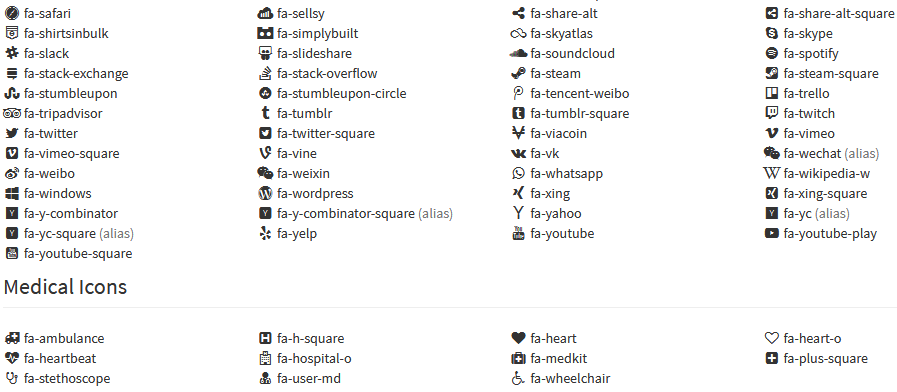 fa-safari fa-sellsy fa-share-alt fa-share-alt-square
fa-shirtsinbulk fa-simplybuilt fa-skyatlas fa-skype
fa-slack fa-slideshare fa-soundcloud fa-spotify
fa-stack-exchange fa-stack-overflow fa-steam fa-steam-square
fa-stumbleupon fa-stumbleupon-circle fa-tencent-weibo fa-trello
fa-tripadvisor fa-tumblr fa-tumblr-square fa-twitch
fa-twitter fa-twitter-square fa-viacoin fa-vimeo
fa-vimeo-square fa-vine fa-vk fa-wechat (alias)
fa-weibo fa-weixin fa-whatsapp fa-wikipedia-w
fa-windows fa-wordpress fa-xing fa-xing-square
fa-y-combinator fa-y-combinator-square (alias) fa-yahoo fa-yc (alias)
fa-yc-square (alias) fa-yelp fa-youtube fa-youtube-play
fa-youtube-square
Medical Icons
fa-ambulance fa-h-square fa-heart fa-heart-o
fa-heartbeat fa-hospital-o fa-medkit fa-plus-square
fa-stethoscope fa-user-md fa-wheelchair